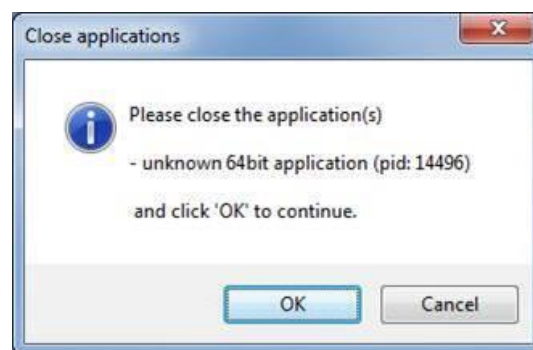 Close applications
Please close the application(s)
- unknown 64bit application (pid: 14496)
and click 'OK' to continue.
OK
Cancel